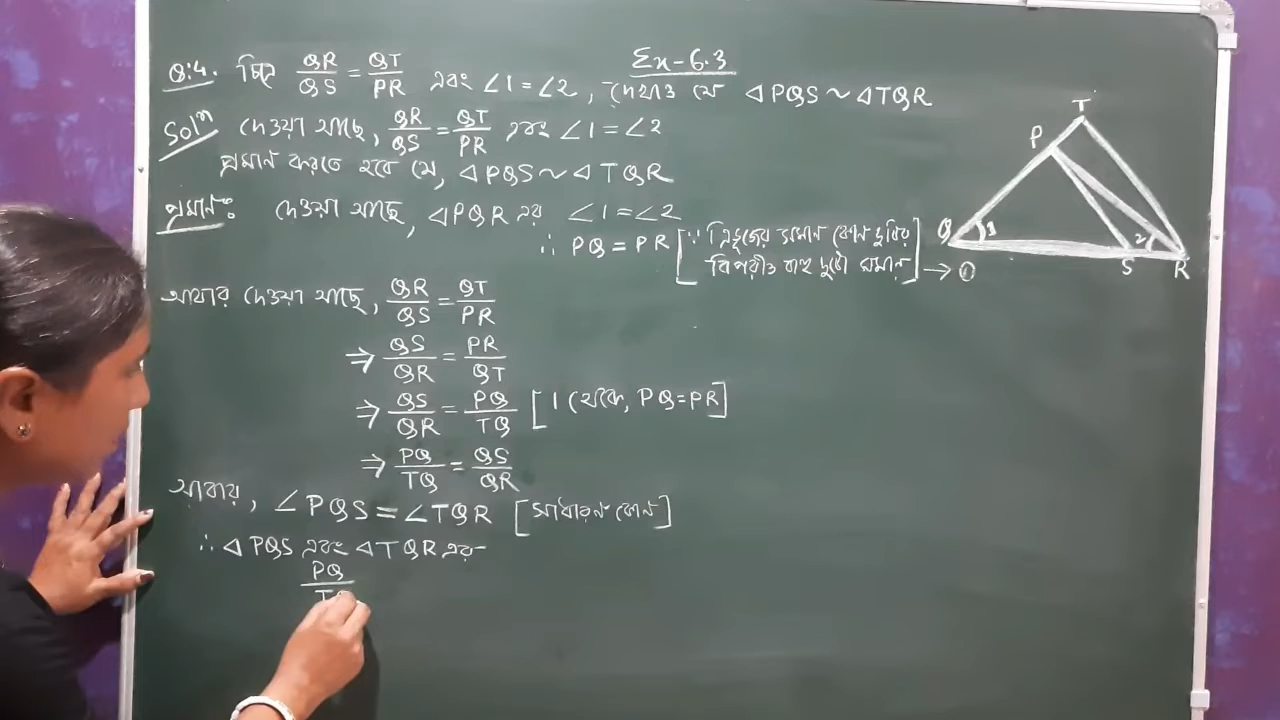 Ex-6.3
Q:4. চিত্রে QR/QS = QT/PR এবং ∠1 = ∠2, দেখাও যে △PQS ~ △TQR
Soln দেওয়া আছে, QR/QS = QT/PR এবং ∠1 = ∠2
প্রমাণ করতে হবে যে, △PQS ~ △TQR
প্রমাণঃ দেওয়া আছে, △PQR এর ∠1 = ∠2
∴ PQ = PR [∵ ত্রিভুজের সমান কোন দুটির
বিপরীত বাহু দুটো সমান] → ①
আবার দেওয়া আছে, QR/QS = QT/PR
⇒ QS/QR = PR/QT
⇒ QS/QR = PQ/TQ [1 থেকে, PQ = PR]
⇒ PQ/TQ = QS/QR
আবার, ∠PQS = ∠TQR [সাধারন কোন]
∴ △PQS এবং △TQR এর-
PQ/TQ
T
P
Q 1 2
S R